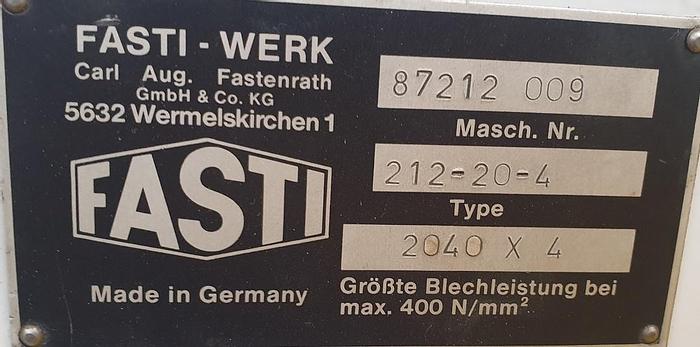 FASTI - WERK
Carl Aug. Fastenrath
GmbH & Co. KG
5632 Wermelskirchen 1
FASTI
Made in Germany
87212 009
Masch. Nr.
212-20-4
Type
2040 X 4
Größte Blechleistung bei
max. 400 N/mm²